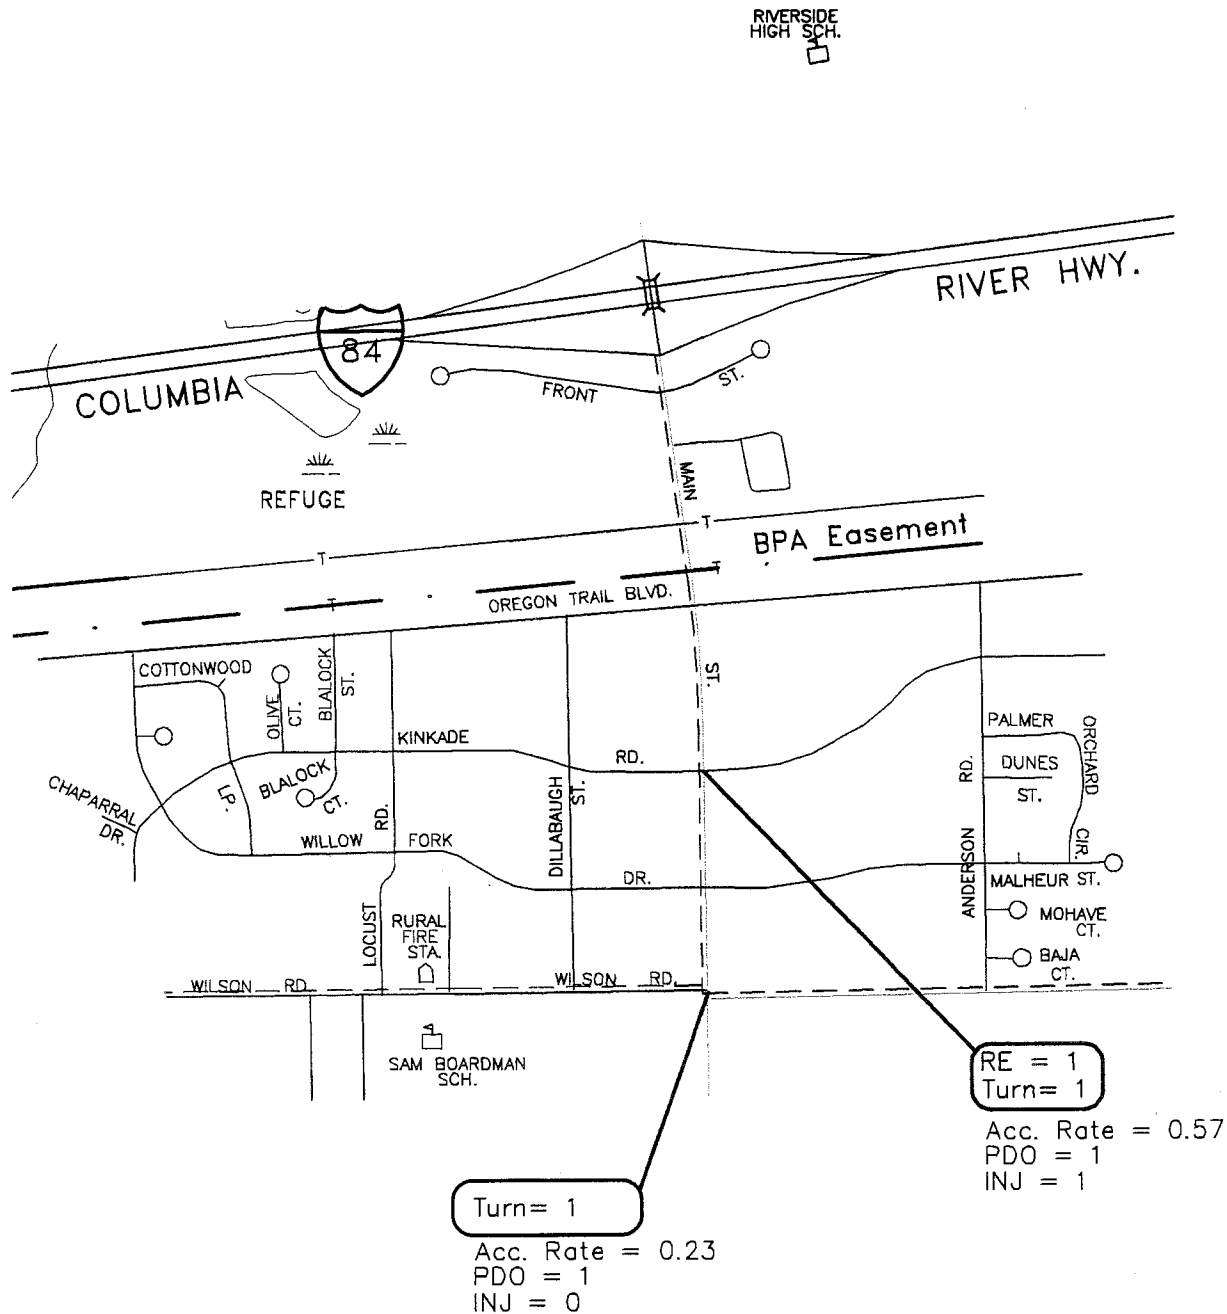 RIVERSIDE
HIGH SCH.
RIVER HWY.
84
COLUMBIA
FRONT
ST.
MAIN
REFUGE
T
BPA Easement
T
T
T
OREGON TRAIL BLVD.
ST.
COTTONWOOD
OLIVE
CT.
BLALOCK
ST.
KINKADE
RD.
PALMER
ORCHARD
CIR.
DUNES
ST.
CHAPARRAL
DR.
LP.
BLALOCK
CT.
RD.
DILLABAUGH
ST.
RD.
WILLOW
FORK
DR.
ANDERSON
MALHEUR ST.
LOCUST
RURAL
FIRE
STA.
MOHAVE
CT.
BAJA
CT.
WILSON
RD.
WILSON
RD.
SAM BOARDMAN
SCH.
RE = 1
Turn= 1
Acc. Rate = 0.57
PDO = 1
INJ = 1
Turn= 1
Acc. Rate = 0.23
PDO = 1
INJ = 0